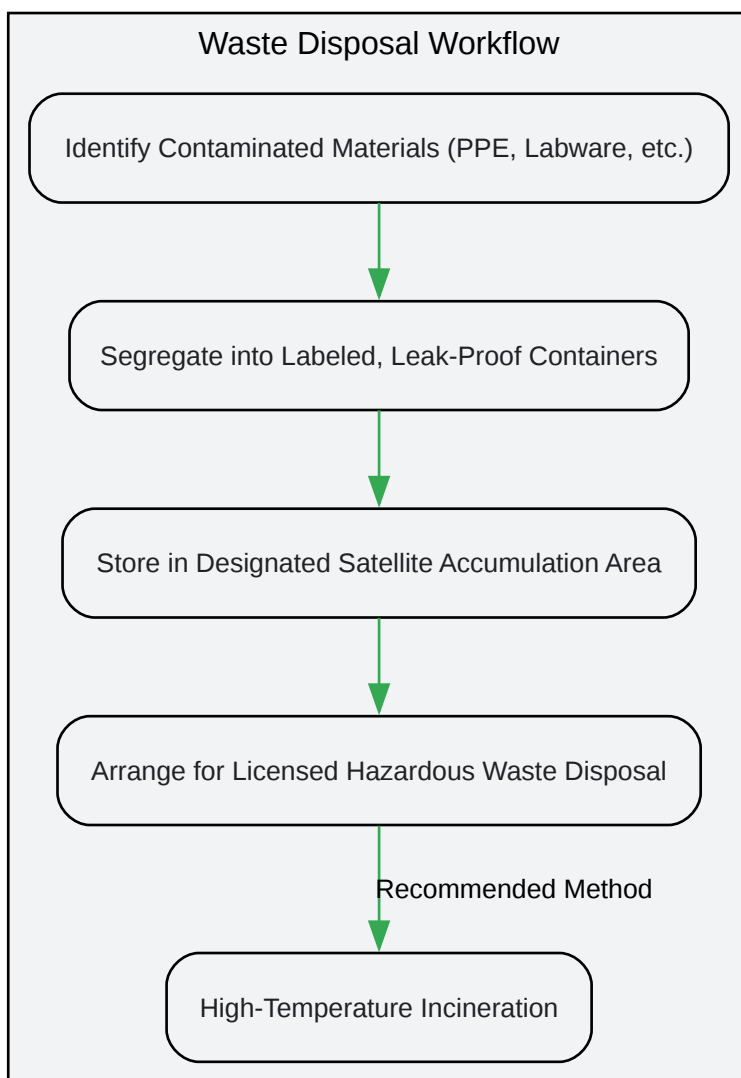 Waste Disposal Workflow
Identify Contaminated Materials (PPE, Labware, etc.)
Segregate into Labeled, Leak-Proof Containers
Store in Designated Satellite Accumulation Area
Arrange for Licensed Hazardous Waste Disposal
Recommended Method
High-Temperature Incineration